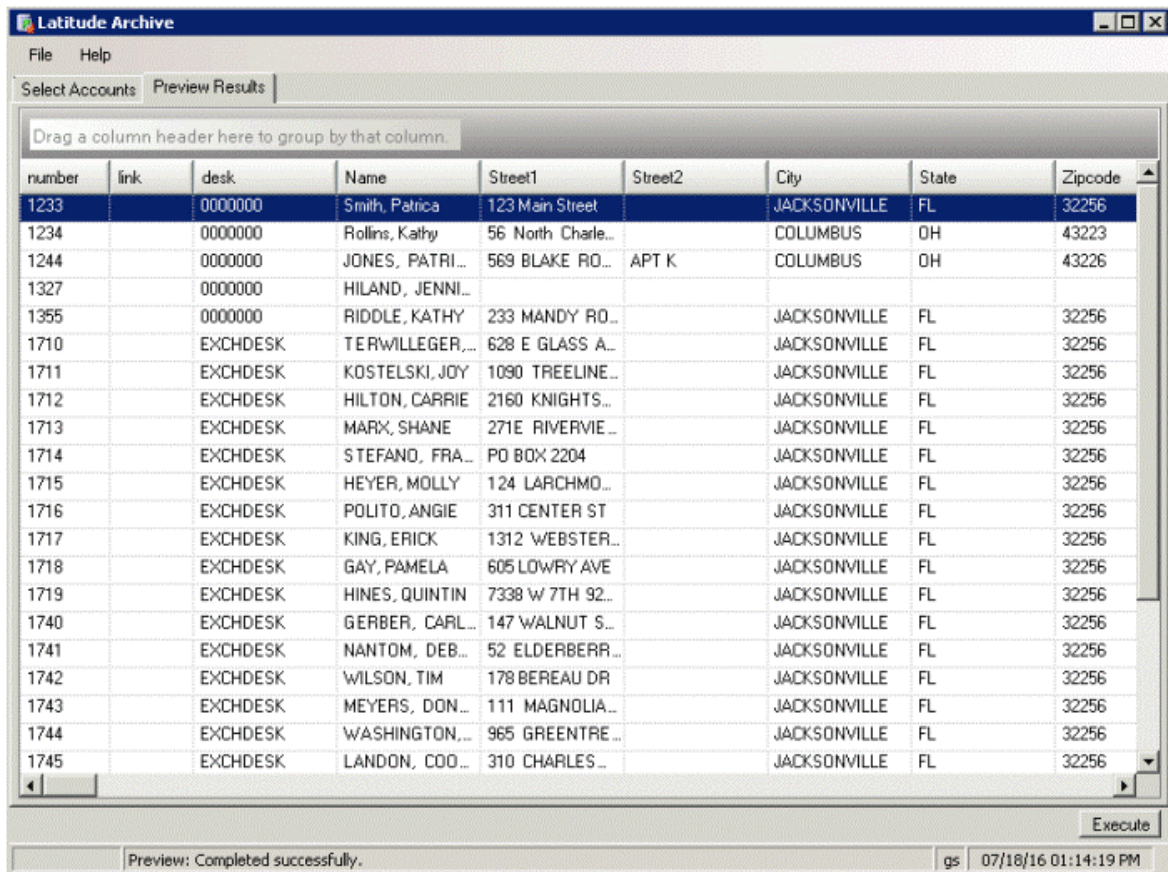 Latitude Archive
File Help
Select Accounts Preview Results
Drag a column header here to group by that column.
number link desk Name Street1 Street2 City State Zipcode
1233 0000000 Smith, Patrica 123 Main Street JACKSONVILLE FL 32256
1234 0000000 Rollins, Kathy 56 North Charle... COLUMBUS OH 43223
1244 0000000 JONES, PATRI... 569 BLAKE RO... APT K COLUMBUS OH 43226
1327 0000000 HILAND, JENNI...
1355 0000000 RIDDLE, KATHY 233 MANDY RO... JACKSONVILLE FL 32256
1710 EXCHDESK TERWILLEGER,... 628 E GLASS A... JACKSONVILLE FL 32256
1711 EXCHDESK KOSTELSKI, JOY 1090 TREELINE... JACKSONVILLE FL 32256
1712 EXCHDESK HILTON, CARRIE 2160 KNIGHTS... JACKSONVILLE FL 32256
1713 EXCHDESK MARX, SHANE 271E RIVERVIE... JACKSONVILLE FL 32256
1714 EXCHDESK STEFANO, FRA... PO BOX 2204 JACKSONVILLE FL 32256
1715 EXCHDESK HEYER, MOLLY 124 LARCHMO... JACKSONVILLE FL 32256
1716 EXCHDESK POLITO, ANGIE 311 CENTER ST JACKSONVILLE FL 32256
1717 EXCHDESK KING, ERICK 1312 WEBSTER... JACKSONVILLE FL 32256
1718 EXCHDESK GAY, PAMELA 605 LOWRY AVE JACKSONVILLE FL 32256
1719 EXCHDESK HINES, QUINTIN 7338 W 7TH 92... JACKSONVILLE FL 32256
1740 EXCHDESK GERBER, CARL... 147 WALNUT S... JACKSONVILLE FL 32256
1741 EXCHDESK NANTOM, DEB... 52 ELDERBERR... JACKSONVILLE FL 32256
1742 EXCHDESK WILSON, TIM 178 BEREAU DR JACKSONVILLE FL 32256
1743 EXCHDESK MEYERS, DON... 111 MAGNOLIA... JACKSONVILLE FL 32256
1744 EXCHDESK WASHINGTON,... 965 GREENTRE... JACKSONVILLE FL 32256
1745 EXCHDESK LANDON, COO... 310 CHARLES... JACKSONVILLE FL 32256
Execute
Preview: Completed successfully. gs 07/18/16 01:14:19 PM